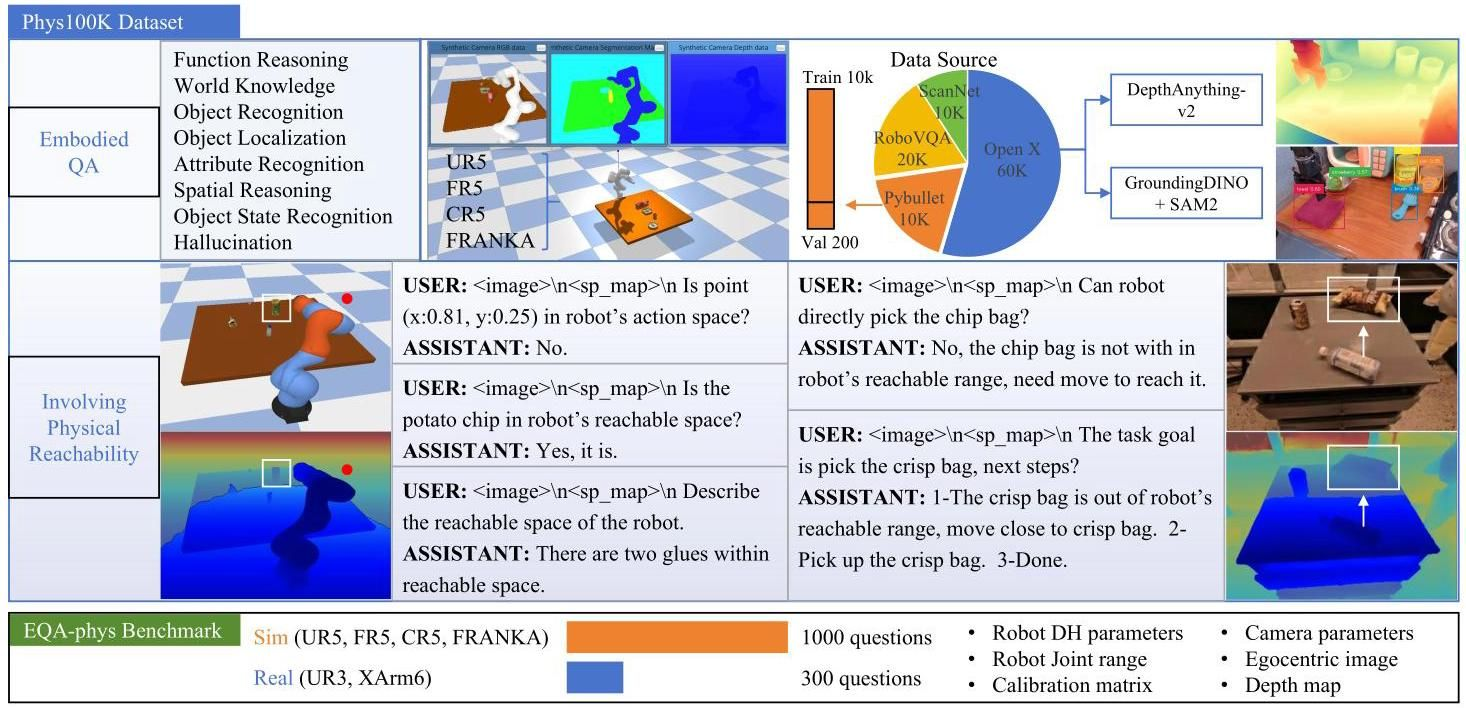 Phys100K Dataset
Embodied
QA
Function Reasoning
World Knowledge
Object Recognition
Object Localization
Attribute Recognition
Spatial Reasoning
Object State Recognition
Hallucination
Synthetic Camera RGB data
nthetic Camera Segmentation Ma
Synthetic Camera Depth data
UR5
FR5
CR5
FRANKA
Data Source
Train 10k
Val 200
ScanNet
10K
RoboVQA
20K
Open X
60K
Pybullet
10K
DepthAnything-
v2
GroundingDINO
+ SAM2
Involving
Physical
Reachability
USER: <image>\n<sp_map>\n Is point
(x:0.81, y:0.25) in robot's action space?
ASSISTANT: No.
USER: <image>\n<sp_map>\n Is the
potato chip in robot's reachable space?
ASSISTANT: Yes, it is.
USER: <image>\n<sp_map>\n Describe
the reachable space of the robot.
ASSISTANT: There are two glues within
reachable space.
USER: <image>\n<sp_map>\n Can robot
directly pick the chip bag?
ASSISTANT: No, the chip bag is not with in
robot's reachable range, need move to reach it.
USER: <image>\n<sp_map>\n The task goal
is pick the crisp bag, next steps?
ASSISTANT: 1-The crisp bag is out of robot's
reachable range, move close to crisp bag. 2-
Pick up the crisp bag. 3-Done.
EQA-phys Benchmark
Sim (UR5, FR5, CR5, FRANKA)
1000 questions
Real (UR3, XArm6)
300 questions
• Robot DH parameters
• Robot Joint range
• Calibration matrix
• Camera parameters
• Egocentric image
• Depth map